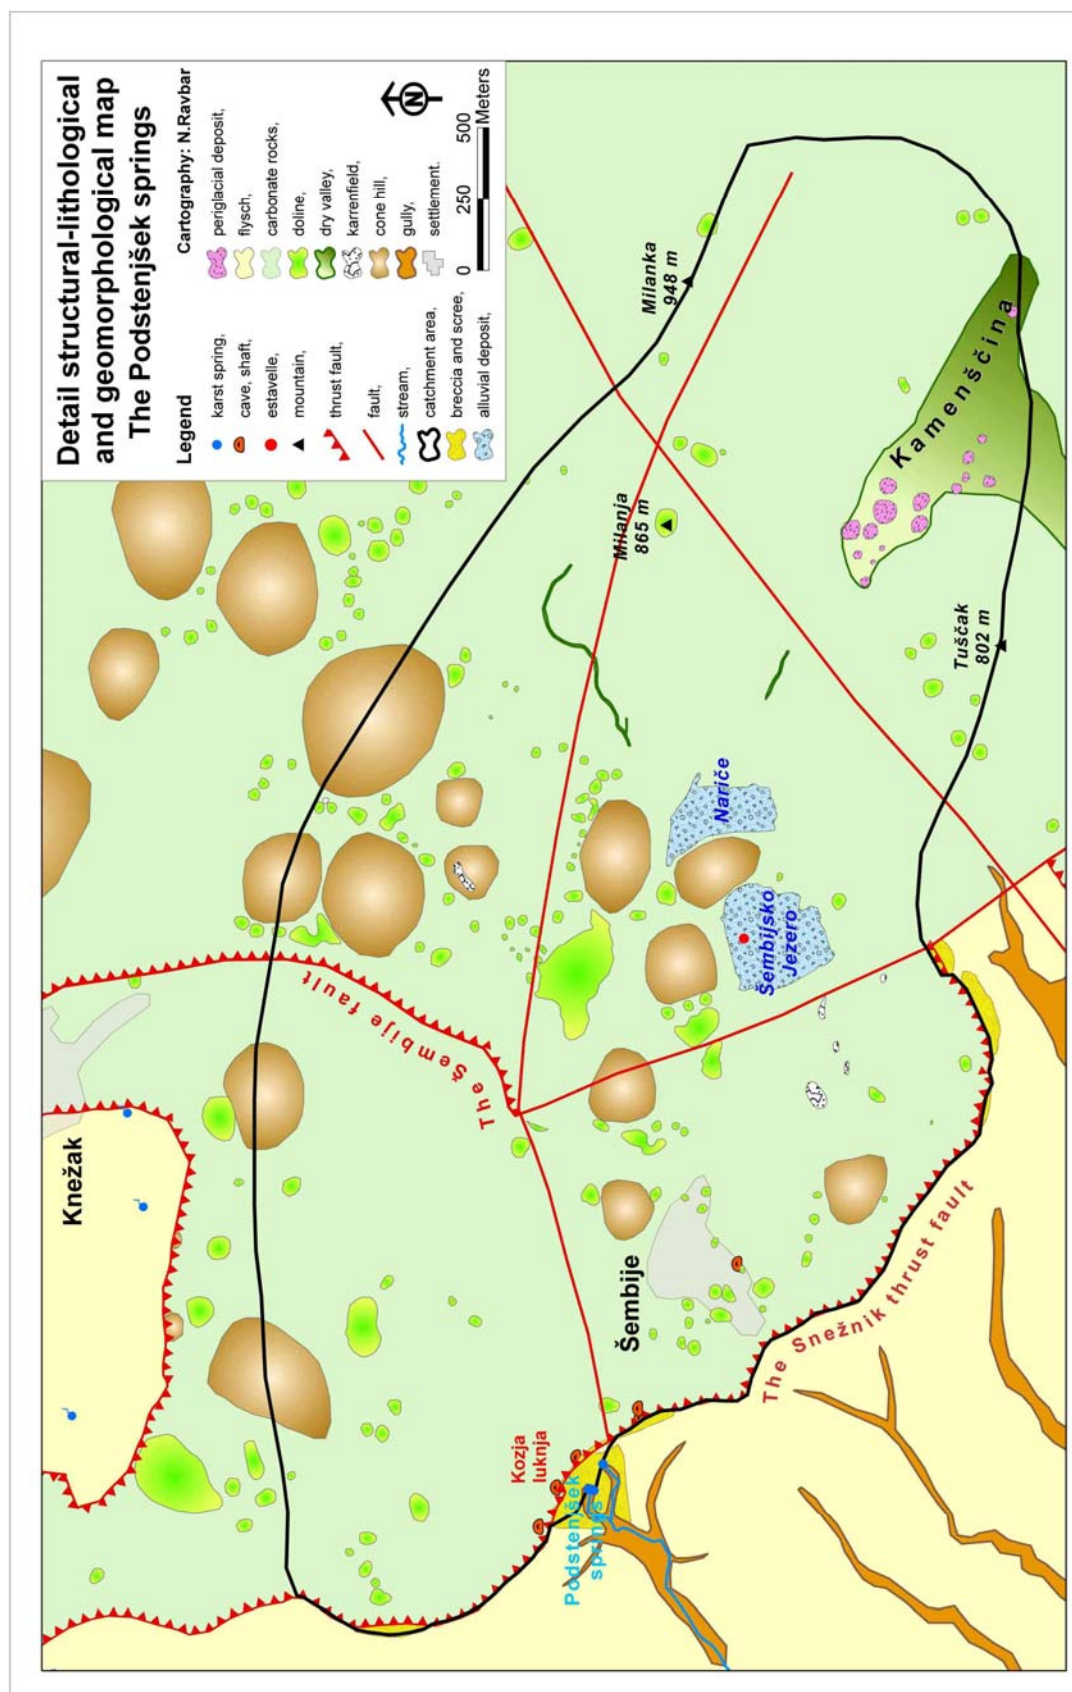 Detail structural-lithological
and geomorphological map
The Podstenjšek springs
Legend
Cartography: N.Ravbar
karst spring,
cave, shaft,
estavelle,
mountain,
thrust fault,
fault,
stream,
catchment area,
breccia and scree,
alluvial deposit,
periglacial deposit,
flysch,
carbonate rocks,
doline,
dry valley,
karrenfield,
cone hill,
gully,
settlement.
N
0 250 500
Meters
Knežak
The Šembije fault
Milanka
948 m
Milanja
865 m
Kamenščina
Tuščak
802 m
Nariče
Šembijsko
Jezero
Šembije
The Snežnik thrust fault
Kozja
luknja
Podstenjšek
springs